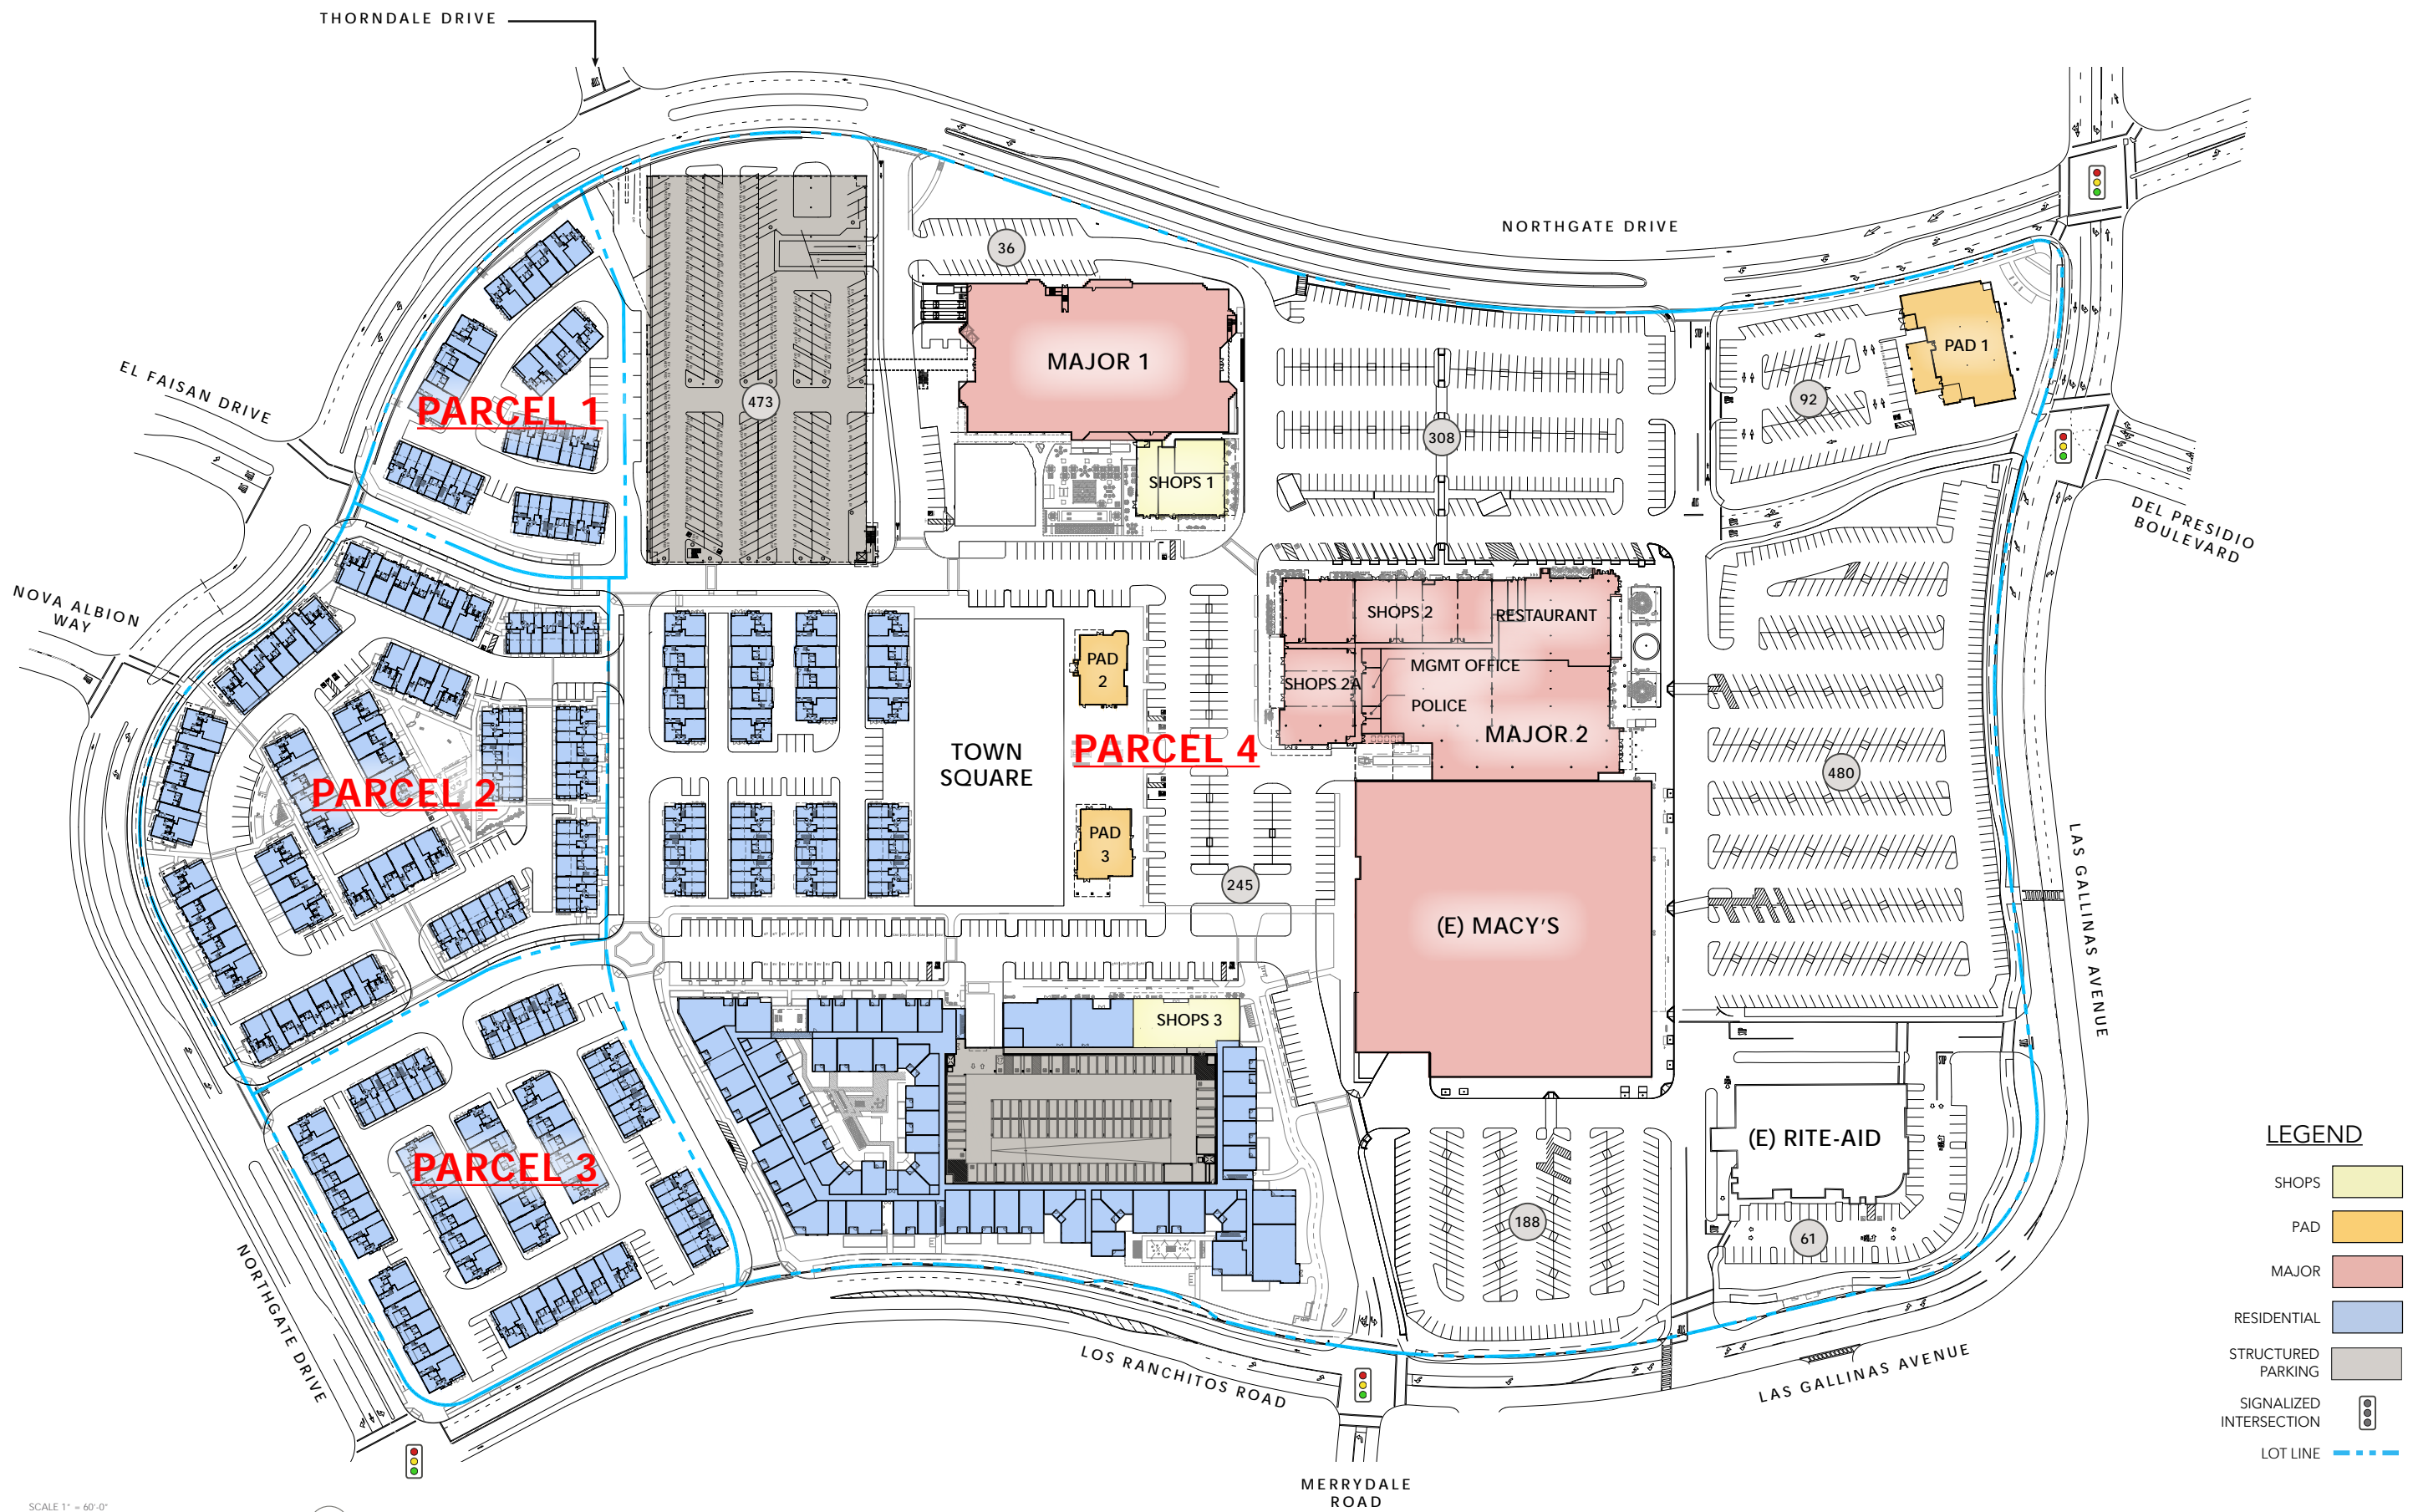 THORNDALE DRIVE
NORTHGATE DRIVE
36
MAJOR 1
PAD 1
EL FAISAN DRIVE
PARCEL 1
473
92
308
SHOPS 1
DEL PRESIDIO
BOULEVARD
NOVA ALBION
WAY
SHOPS 2
RESTAURANT
PAD
2
MGMT OFFICE
SHOPS 2A
POLICE
MAJOR 2
TOWN
SQUARE
PARCEL 4
PARCEL 2
480
PAD
3
245
LAS GALLINAS AVENUE
(E) MACY'S
SHOPS 3
(E) RITE-AID
PARCEL 3
188
61
NORTHGATE DRIVE
LOS RANCHITOS ROAD
LAS GALLINAS AVENUE
MERRYDALE
ROAD
LEGEND
SHOPS
PAD
MAJOR
RESIDENTIAL
STRUCTURED
PARKING
SIGNALIZED
INTERSECTION
LOT LINE
SCALE 1" = 60'-0"